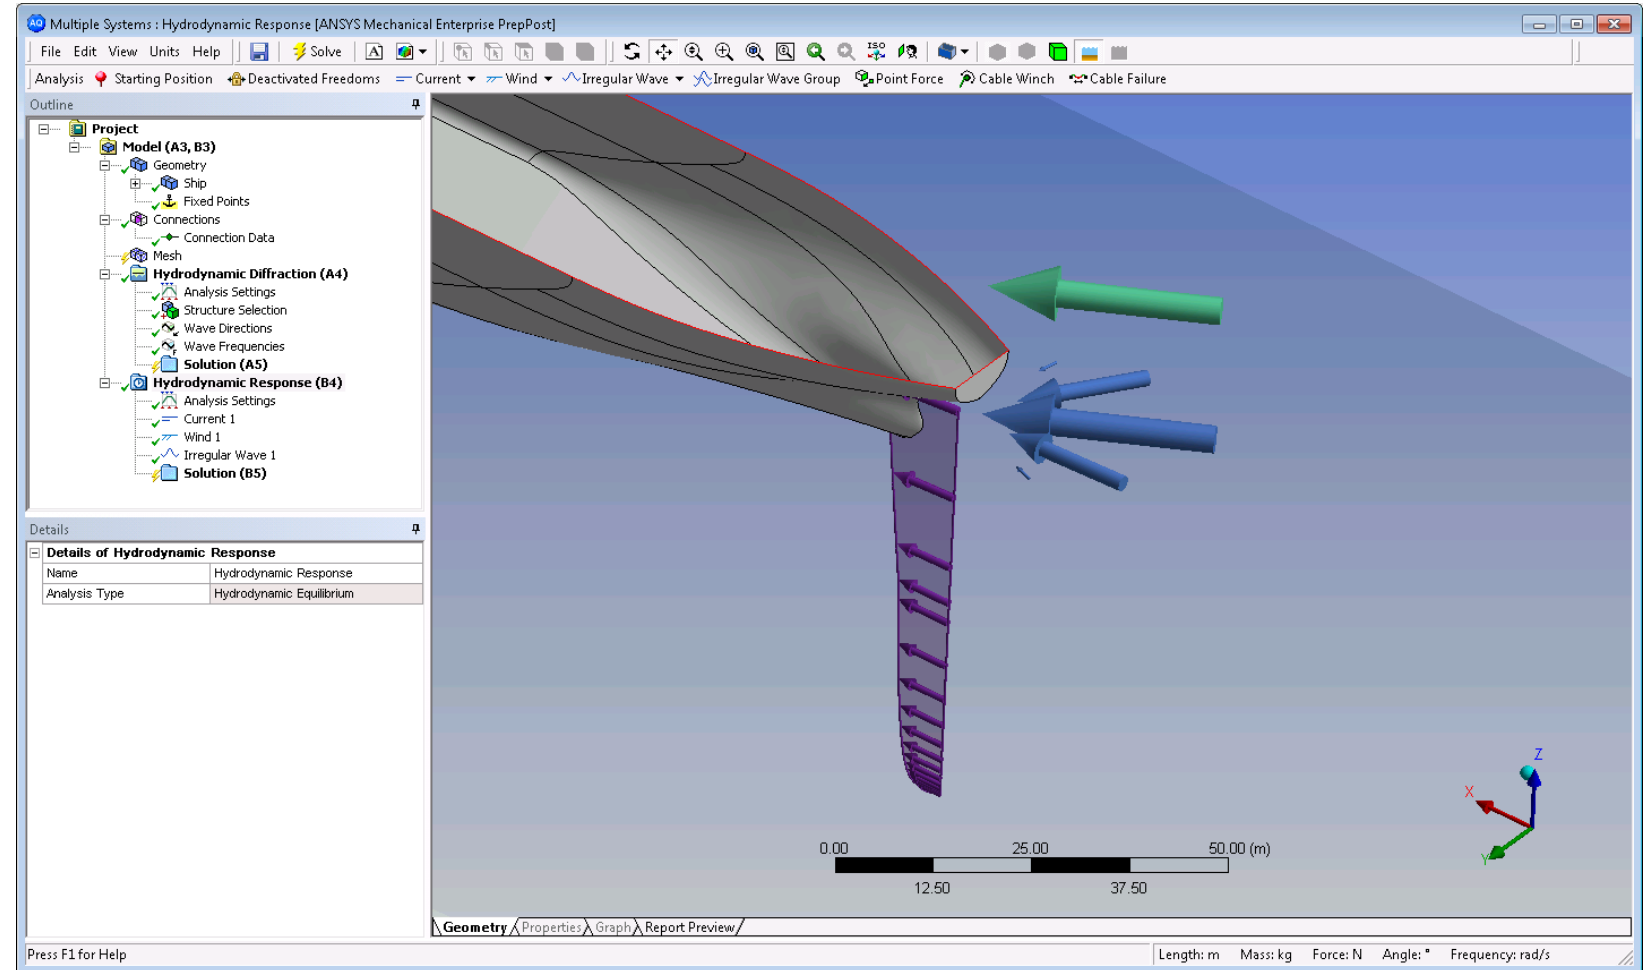 AQ Multiple Systems : Hydrodynamic Response [ANSYS Mechanical Enterprise PrepPost]
File Edit View Units Help Solve A ISO
Analysis Starting Position Deactivated Freedoms Current Wind Irregular Wave Irregular Wave Group Point Force Cable Winch Cable Failure
Outline
Project
Model (A3, B3)
Geometry
Ship
Fixed Points
Connections
Connection Data
Mesh
Hydrodynamic Diffraction (A4)
Analysis Settings
Structure Selection
Wave Directions
Wave Frequencies
Solution (A5)
Hydrodynamic Response (B4)
Analysis Settings
Current 1
Wind 1
Irregular Wave 1
Solution (B5)
Details
Details of Hydrodynamic Response
Name Hydrodynamic Response
Analysis Type Hydrodynamic Equilibrium
Z
X
Y
0.00 25.00 50.00 (m)
12.50 37.50
Geometry Properties Graph Report Preview
Press F1 for Help Length: m Mass: kg Force: N Angle: ° Frequency: rad/s